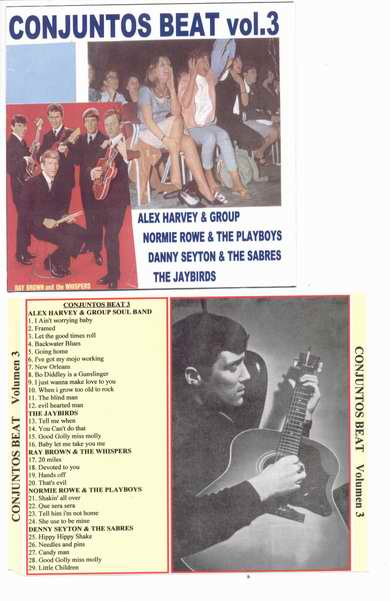 CONJUNTOS BEAT vol.3
ALEX HARVEY & GROUP
NORMIE ROWE & THE PLAYBOYS
DANNY SEYTON & THE SABRES
THE JAYBIRDS
RAY BROWN and the WHISPERS
CONJUNTOS BEAT Volumen 3
CONJUNTOS BEAT 3
ALEX HARVEY & GROUP SOUL BAND
1. I Ain't worrying baby
2. Framed
3. Let the good times roll
4. Backwater Blues
5. Going home
6. I've got my mojo working
7. New Orleans
8. Bo Diddley is a Gunslinger
9. I just wanna make love to you
10. When i grow too old to rock
11. The blind man
12. evil hearted man
THE JAYBIRDS
13. Tell me when
14. You Can't do that
15. Good Golly miss molly
16. Baby let me take you me
RAY BROWN & THE WHISPERS
17. 20 miles
18. Devoted to you
19. Hands off
20. That's evil
NORMIE ROWE & THE PLAYBOYS
21. Shakin' all over
22. Que sera sera
23. Tell him i'm not home
24. She use to be mine
DENNY SEYTON & THE SABRES
25. Hippy Hippy Shake
26. Needles and pins
27. Candy man
28. Good Golly miss molly
29. Little Children
CONJUNTOS BEAT Volumen 3